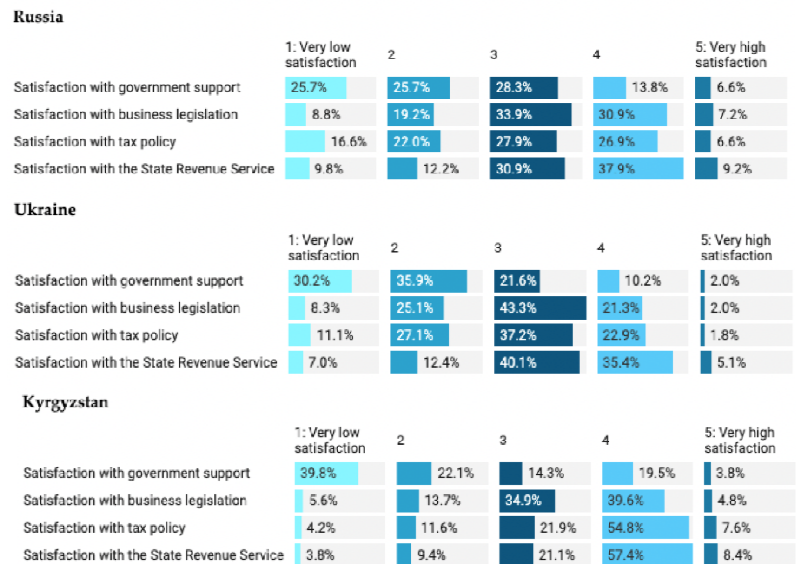 Russia
1: Very low satisfaction 2 3 4 5: Very high satisfaction
Satisfaction with government support 25.7% 25.7% 28.3% 13.8% 6.6%
Satisfaction with business legislation 8.8% 19.2% 33.9% 30.9% 7.2%
Satisfaction with tax policy 16.6% 22.0% 27.9% 26.9% 6.6%
Satisfaction with the State Revenue Service 9.8% 12.2% 30.9% 37.9% 9.2%
Ukraine
1: Very low satisfaction 2 3 4 5: Very high satisfaction
Satisfaction with government support 30.2% 35.9% 21.6% 10.2% 2.0%
Satisfaction with business legislation 8.3% 25.1% 43.3% 21.3% 2.0%
Satisfaction with tax policy 11.1% 27.1% 37.2% 22.9% 1.8%
Satisfaction with the State Revenue Service 7.0% 12.4% 40.1% 35.4% 5.1%
Kyrgyzstan
1: Very low satisfaction 2 3 4 5: Very high satisfaction
Satisfaction with government support 39.8% 22.1% 14.3% 19.5% 3.8%
Satisfaction with business legislation 5.6% 13.7% 34.9% 39.6% 4.8%
Satisfaction with tax policy 4.2% 11.6% 21.9% 54.8% 7.6%
Satisfaction with the State Revenue Service 3.8% 9.4% 21.1% 57.4% 8.4%